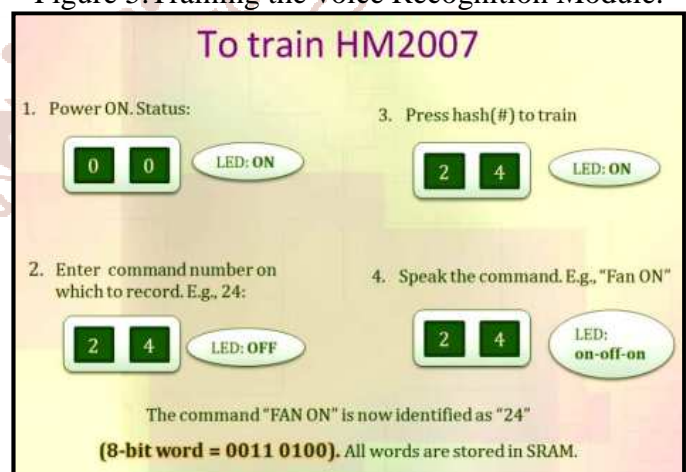 Figure 5.Training the Voice Recognition Module.
To train HM2007
1. Power ON. Status:
0 0
LED: ON
2. Enter command number on
which to record. E.g., 24:
2 4
LED: OFF
3. Press hash(#) to train
2 4
LED: ON
4. Speak the command. E.g., "Fan ON"
2 4
LED:
on-off-on
The command "FAN ON" is now identified as "24"
(8-bit word = 0011 0100). All words are stored in SRAM.